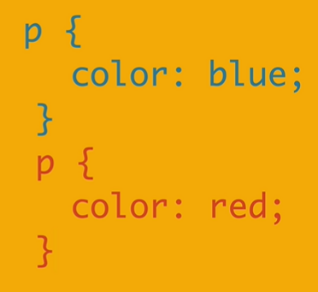 p {
color: blue;
}
p {
color: red;
}